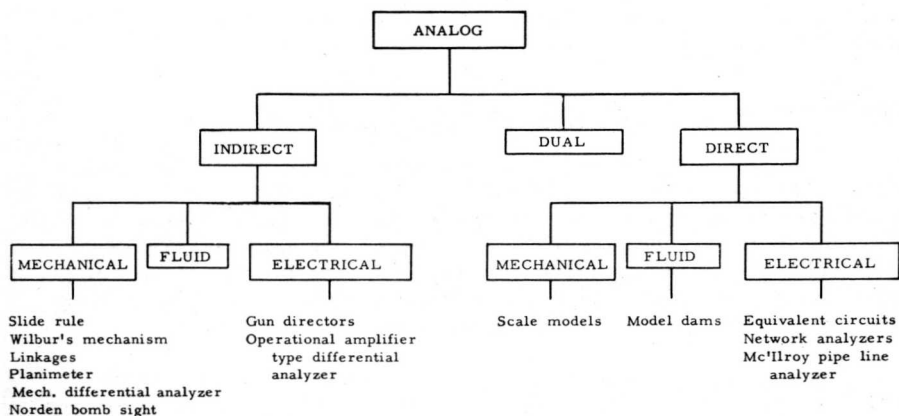 ANALOG
INDIRECT
DUAL
DIRECT
MECHANICAL
FLUID
ELECTRICAL
MECHANICAL
FLUID
ELECTRICAL
Slide rule
Wilbur's mechanism
Linkages
Planimeter
Mech. differential analyzer
Norden bomb sight
Gun directors
Operational amplifier
type differential
analyzer
Scale models
Model dams
Equivalent circuits
Network analyzers
Mc'Ilroy pipe line
analyzer